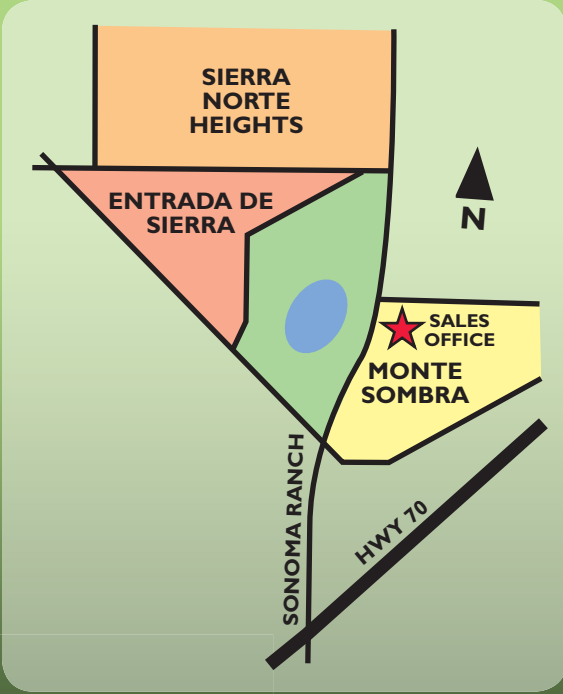 SIERRA
NORTE
HEIGHTS
ENTRADA DE
SIERRA
N
SALES
OFFICE
MONTE
SOMBRA
SONOMA RANCH
HWY 70